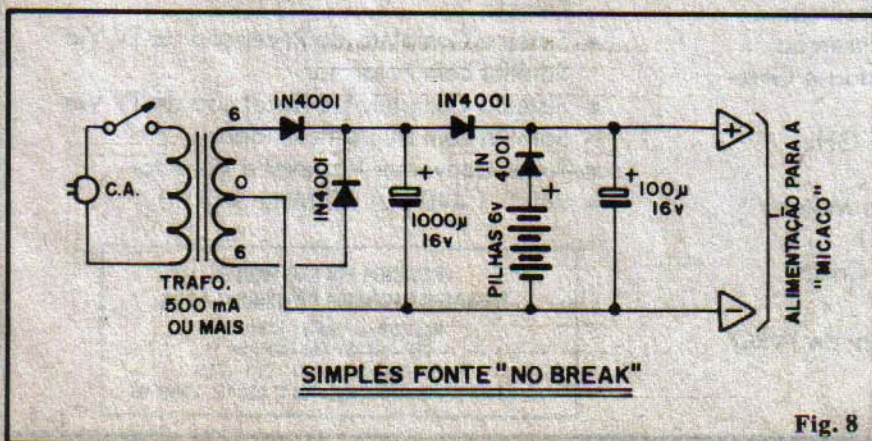 C.A.
6
0
6
TRAFO.
500 mA
OU MAIS
IN4001
IN4001
1000µ
16v
+
IN4001
IN
4001
+
PILHAS 6v
+
100µ
16v
+
−
ALIMENTAÇÃO PARA A
"MICACO"
SIMPLES FONTE "NO BREAK"
Fig. 8